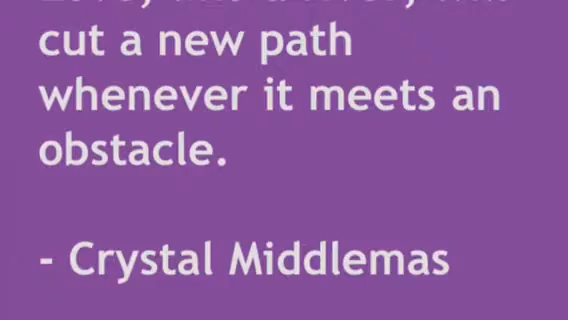 cut a new path
whenever it meets an
obstacle.
- Crystal Middlemas